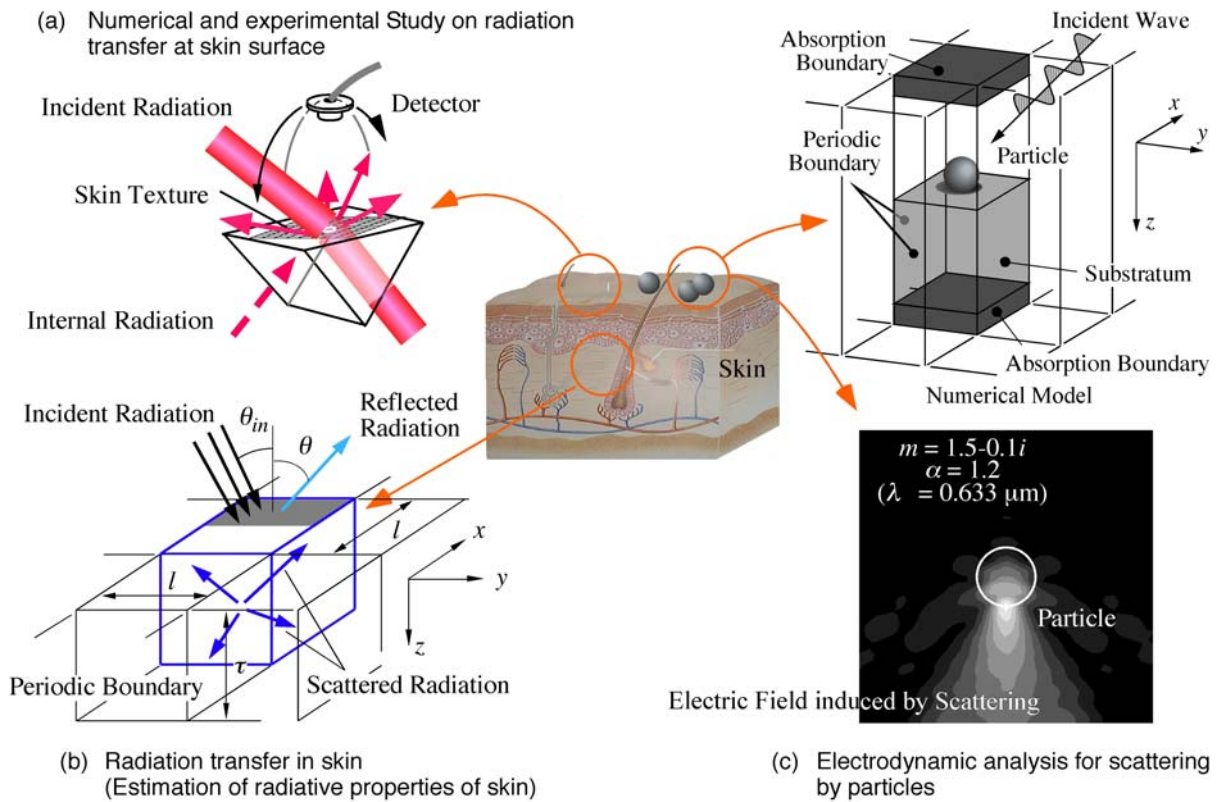 (a) Numerical and experimental Study on radiation
transfer at skin surface
Incident Radiation
Detector
Skin Texture
Internal Radiation
Absorption
Boundary
Incident Wave
x
y
z
Periodic
Boundary
Particle
Substratum
Absorption Boundary
Numerical Model
Skin
Incident Radiation
θin
θ
Reflected
Radiation
l
l
x
y
z
τ
Periodic Boundary
Scattered Radiation
m = 1.5-0.1i
α = 1.2
(λ = 0.633 μm)
Particle
Electric Field induced by Scattering
(b) Radiation transfer in skin
(Estimation of radiative properties of skin)
(c) Electrodynamic analysis for scattering
by particles